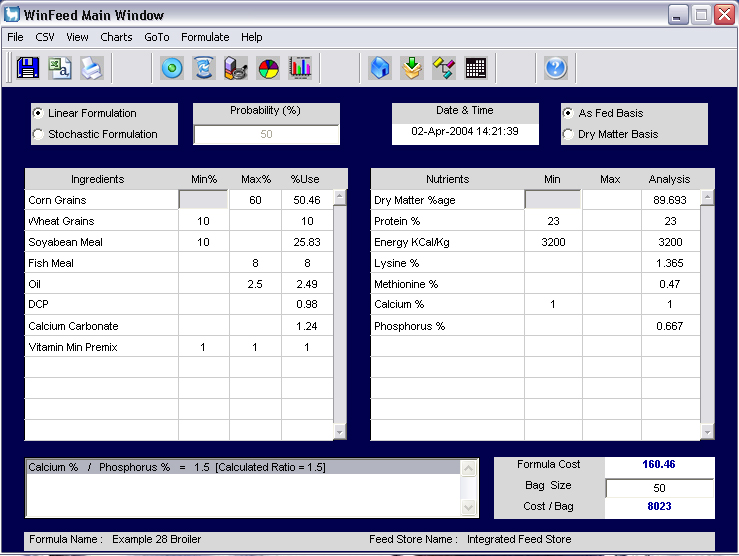 WinFeed Main Window
File CSV View Charts GoTo Formulate Help
Linear Formulation
Stochastic Formulation
Probability (%)
50
Date & Time
02-Apr-2004 14:21:39
As Fed Basis
Dry Matter Basis
Ingredients Min% Max% %Use
Corn Grains 60 50.46
Wheat Grains 10 10
Soyabean Meal 10 25.83
Fish Meal 8 8
Oil 2.5 2.49
DCP 0.98
Calcium Carbonate 1.24
Vitamin Min Premix 1 1 1
Nutrients Min Max Analysis
Dry Matter %age 89.693
Protein % 23 23
Energy KCal/Kg 3200 3200
Lysine % 1.365
Methionine % 0.47
Calcium % 1 1
Phosphorus % 0.667
Calcium % / Phosphorus % = 1.5 [Calculated Ratio = 1.5]
Formula Cost 160.46
Bag Size 50
Cost / Bag 8023
Formula Name : Example 28 Broiler Feed Store Name : Integrated Feed Store